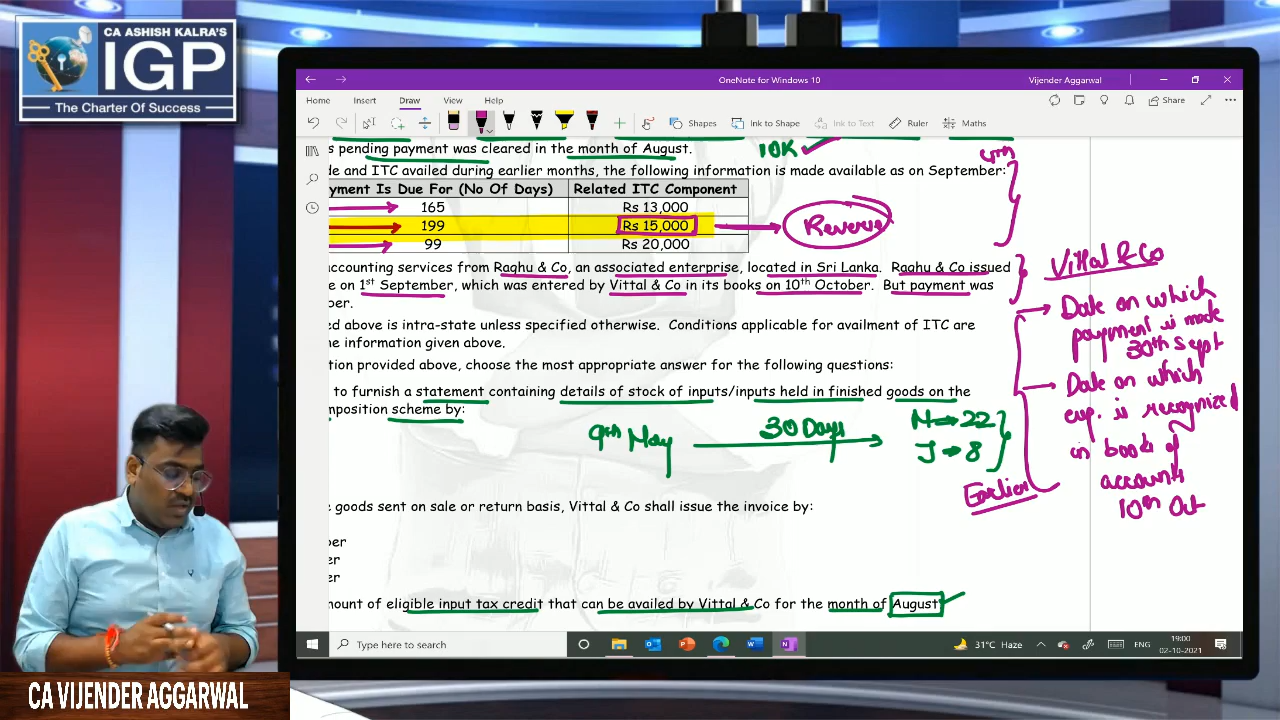 CA ASHISH KALRA'S
IGP
The Charter Of Success
OneNote for Windows 10
Vijender Aggarwal
Home Insert Draw View Help
Share
Shapes Ink to Shape Ink to Text Ruler Maths
s pending payment was cleared in the month of August.
10K
de and ITC availed during earlier months, the following information is made available as on September:
yment Is Due For (No Of Days) Related ITC Component
165 Rs 13,000
199 Rs 15,000
99 Rs 20,000
Reverse
accounting services from Raghu & Co, an associated enterprise, located in Sri Lanka. Raghu & Co issued
e on 1st September, which was entered by Vittal & Co in its books on 10th October. But payment was
ber.
ed above is intra-state unless specified otherwise. Conditions applicable for availment of ITC are
he information given above.
tion provided above, choose the most appropriate answer for the following questions:
to furnish a statement containing details of stock of inputs/inputs held in finished goods on the
mposition scheme by:
9th May 30 Days M → 22
J → 8
Vittal & Co
Date on which
payment is made
30th Sept
Date on which
exp. is recognized
in book of
accounts
10th Oct
Earlier
e goods sent on sale or return basis, Vittal & Co shall issue the invoice by:
ber
er
er
mount of eligible input tax credit that can be availed by Vittal & Co for the month of August
Type here to search
31°C Haze
ENG
19:00
02-10-2021
CA VIJENDER AGGARWAL